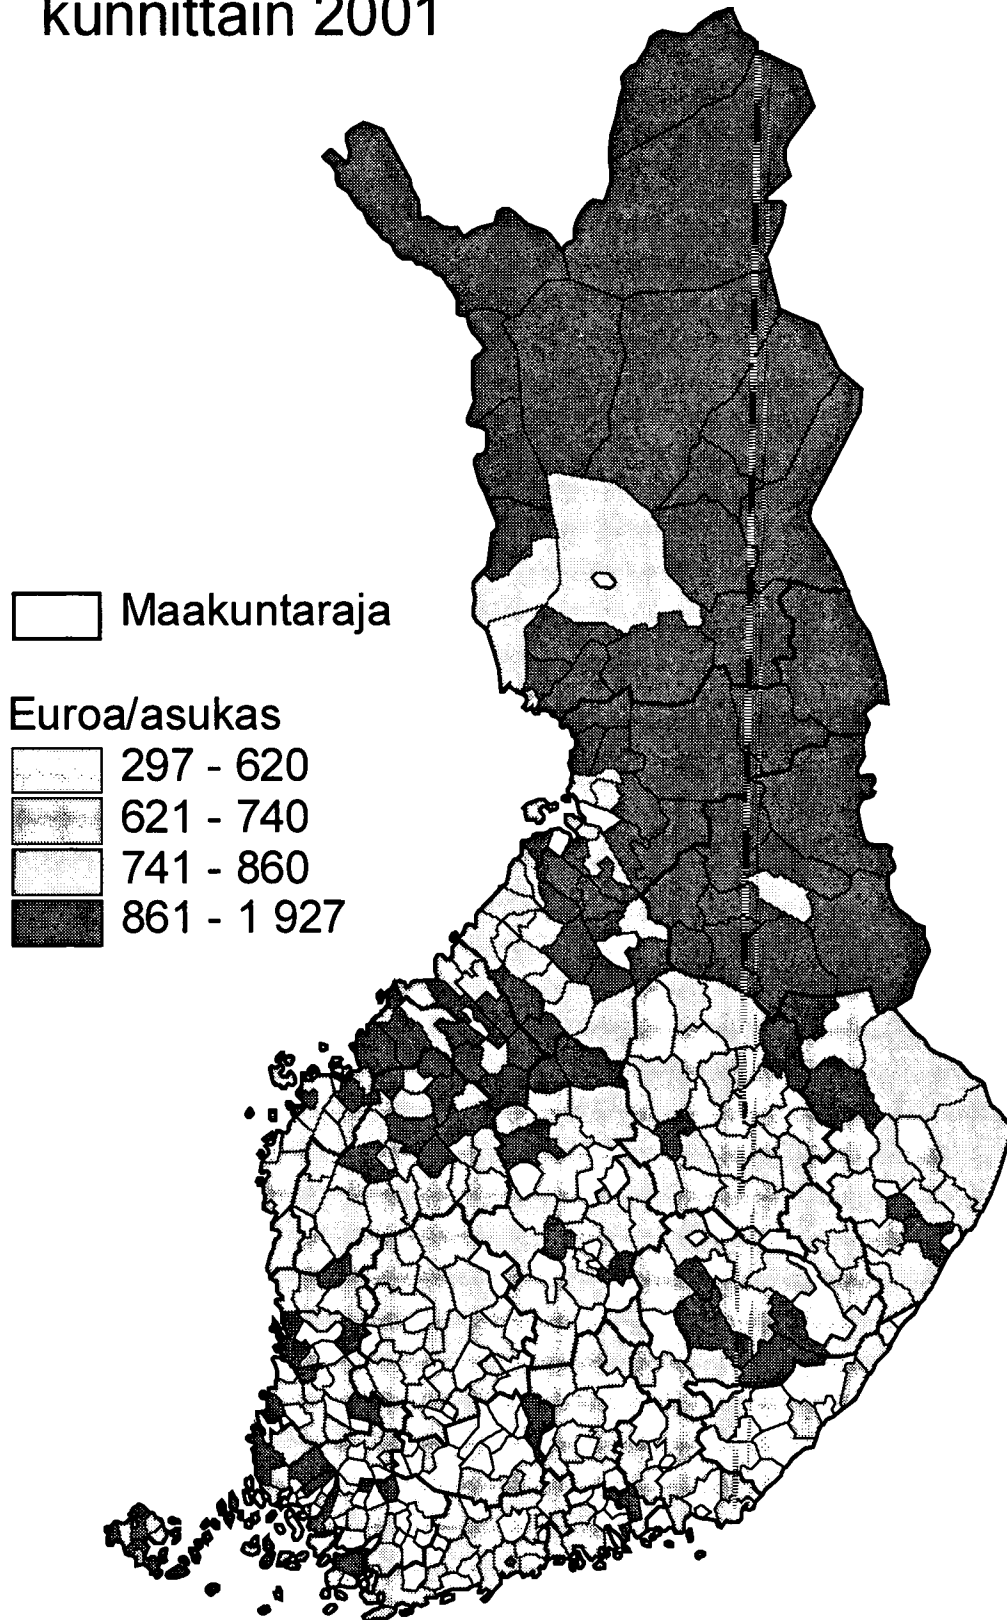 kunnittain 2001
Maakuntaraja
Euroa/asukas
297 - 620
621 - 740
741 - 860
861 - 1 927